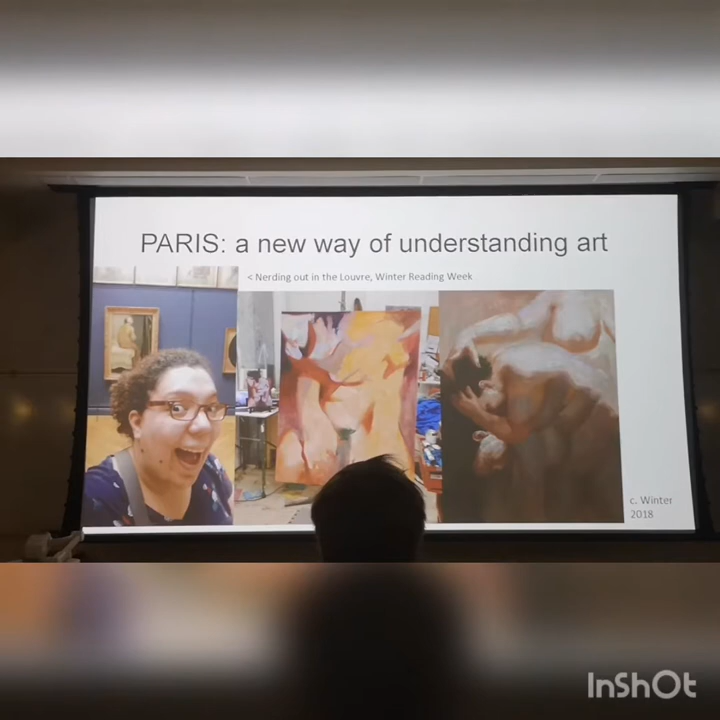 PARIS: a new way of understanding art
< Nerding out in the Louvre, Winter Reading Week
c. Winter
2018
InShOt